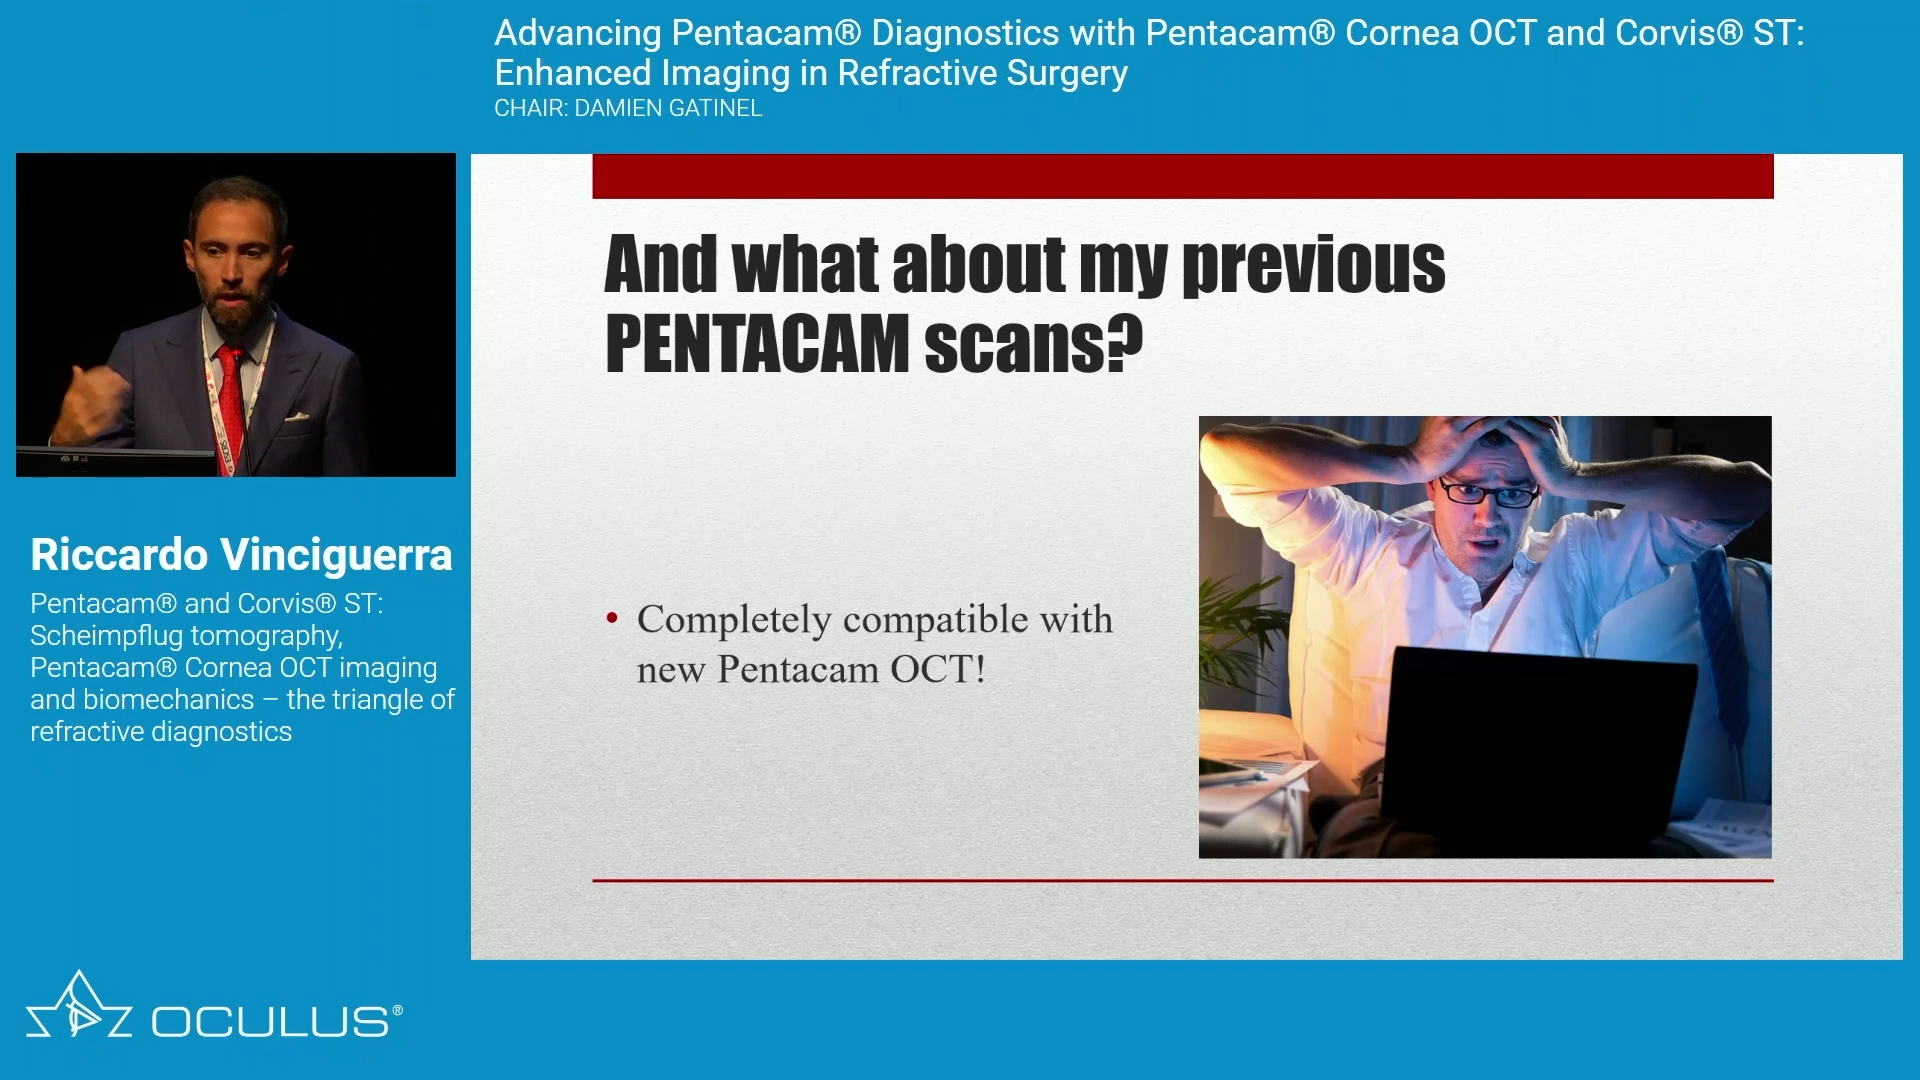 Advancing Pentacam® Diagnostics with Pentacam® Cornea OCT and Corvis® ST:
Enhanced Imaging in Refractive Surgery
CHAIR: DAMIEN GATINEL
And what about my previous
PENTACAM scans?
• Completely compatible with
new Pentacam OCT!
Riccardo Vinciguerra
Pentacam® and Corvis® ST:
Scheimpflug tomography,
Pentacam® Cornea OCT imaging
and biomechanics – the triangle of
refractive diagnostics
OCULUS®